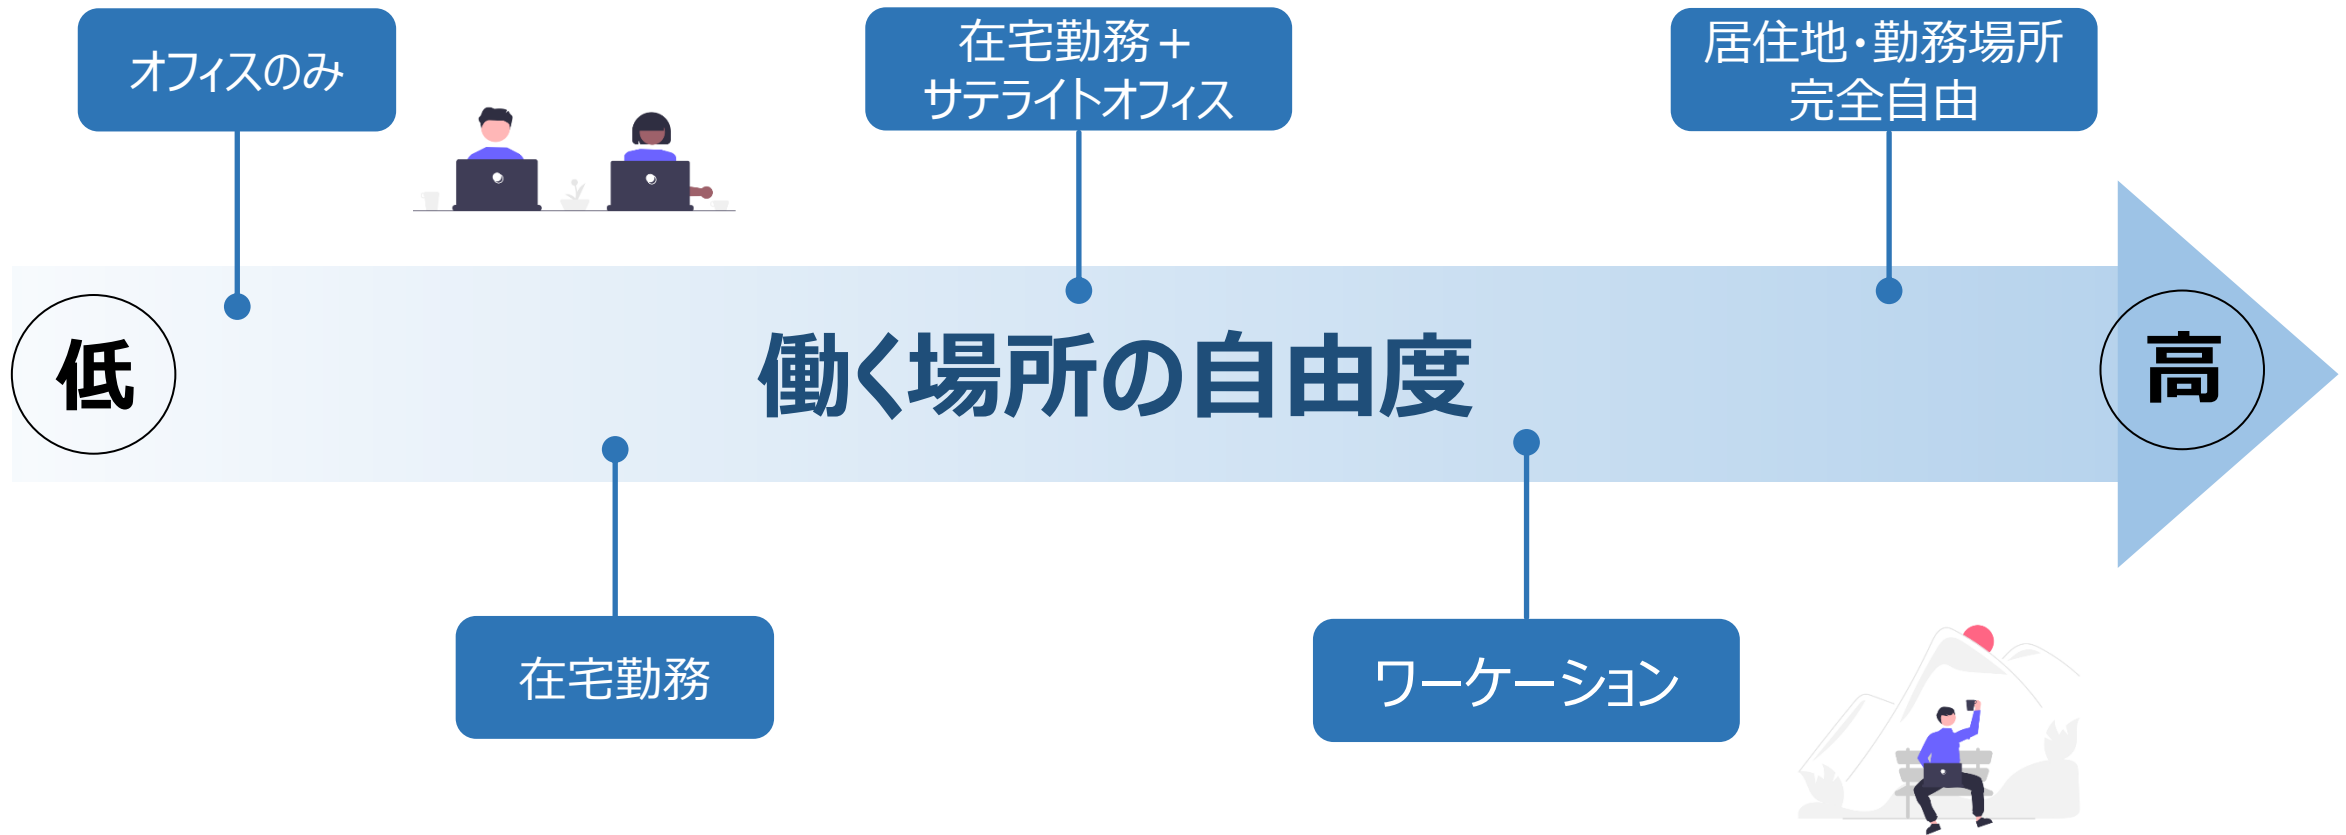 オフィスのみ
在宅勤務＋
サテライトオフィス
居住地・勤務場所
完全自由
低
働く場所の自由度
高
在宅勤務
ワーケーション